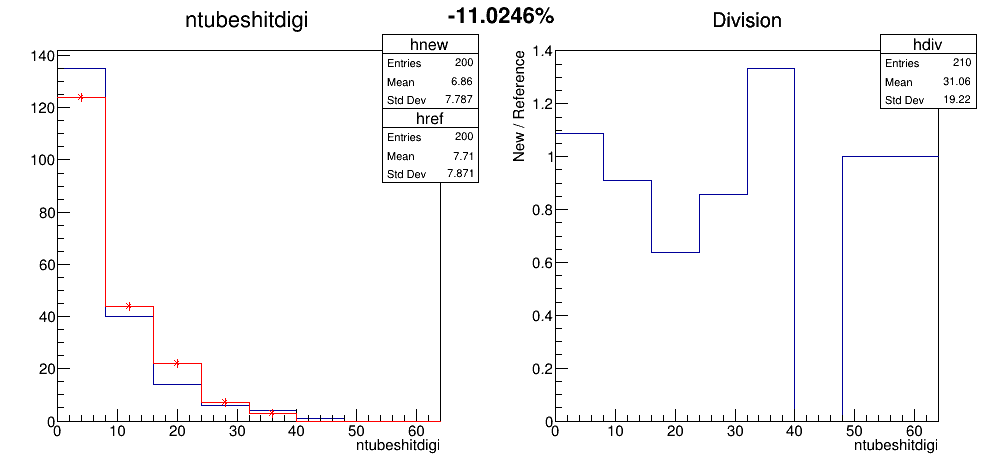 -11.0246%
ntubeshitdigi
hnew
Entries 200
Mean 6.86
Std Dev 7.787
href
Entries 200
Mean 7.71
Std Dev 7.871
140
120
100
80
60
40
20
0
0 10 20 30 40 50 60
ntubeshitdigi
Division
hdiv
Entries 210
Mean 31.06
Std Dev 19.22
New / Reference
1.4
1.2
1
0.8
0.6
0.4
0.2
0
0 10 20 30 40 50 60
ntubeshitdigi